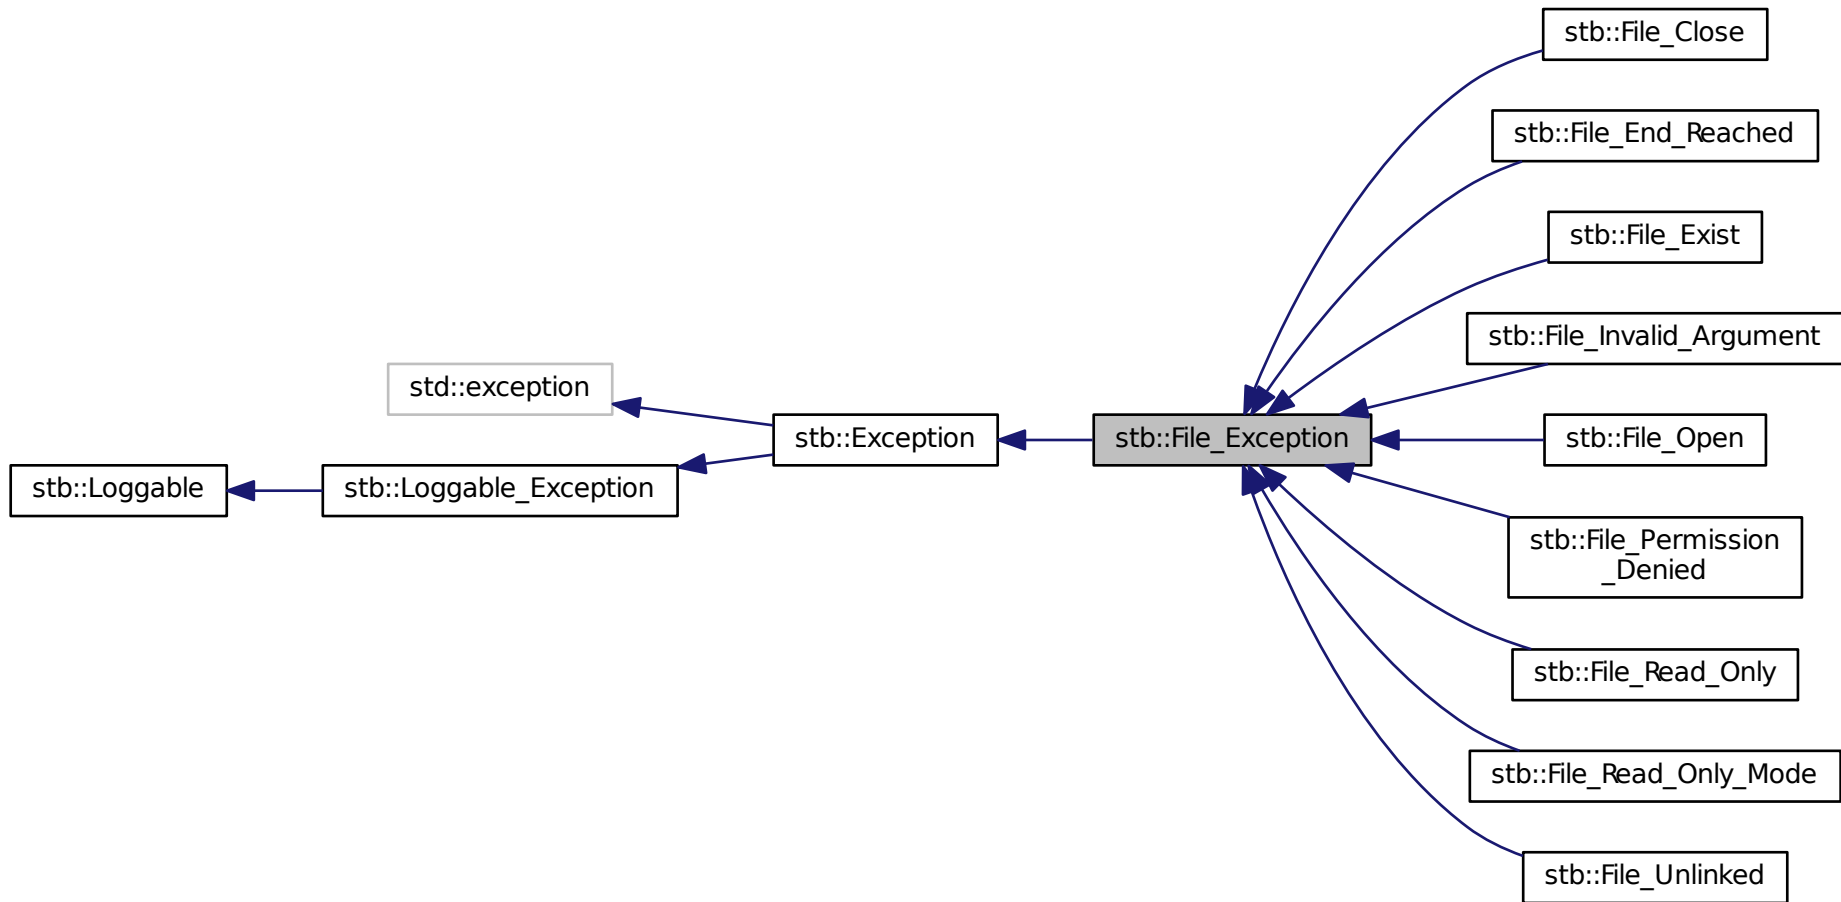 stb::File_Close
stb::File_End_Reached
stb::File_Exist
stb::File_Invalid_Argument
std::exception
stb::Exception
stb::File_Exception
stb::File_Open
stb::Loggable
stb::Loggable_Exception
stb::File_Permission
_Denied
stb::File_Read_Only
stb::File_Read_Only_Mode
stb::File_Unlinked